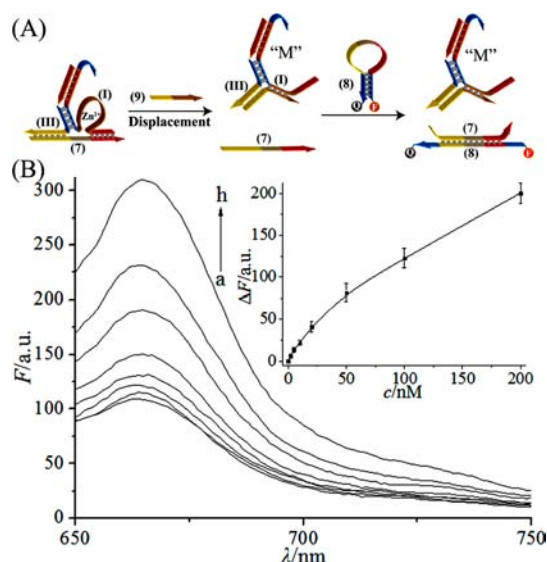 (A)
(I)
Zn²⁺
(III)
(7)
(9)
Displacement
"M"
(III)
(I)
(7)
(8)
Q F
"M"
(7)
(8)
Q F
(B)
F/a.u.
300
250
200
150
100
50
0
650
700
750
λ/nm
h
a
ΔF/a.u.
200
150
100
50
0
0
50
100
150
200
c/nM